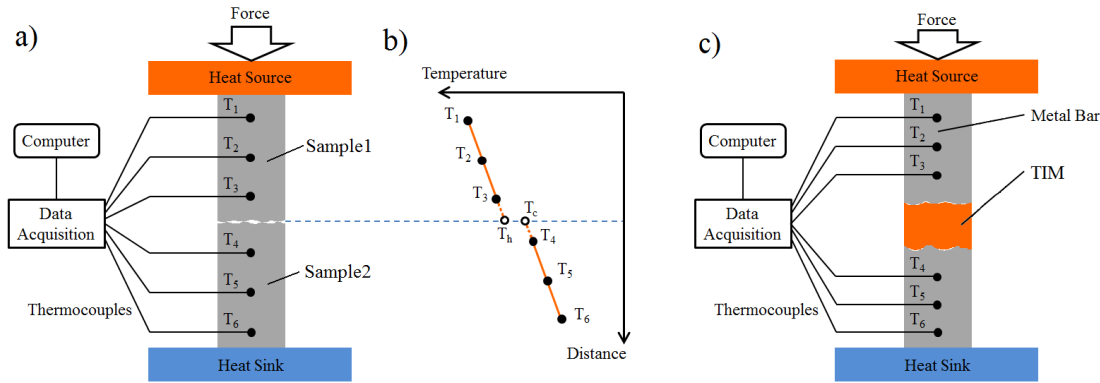 a)
Force
Heat Source
T1
T2
T3
T4
T5
T6
Computer
Data
Acquisition
Thermocouples
Sample1
Sample2
Heat Sink
b)
Temperature
T1
T2
T3
Th
Tc
T4
T5
T6
Distance
c)
Force
Heat Source
T1
T2
T3
T4
T5
T6
Computer
Data
Acquisition
Thermocouples
Metal Bar
TIM
Heat Sink